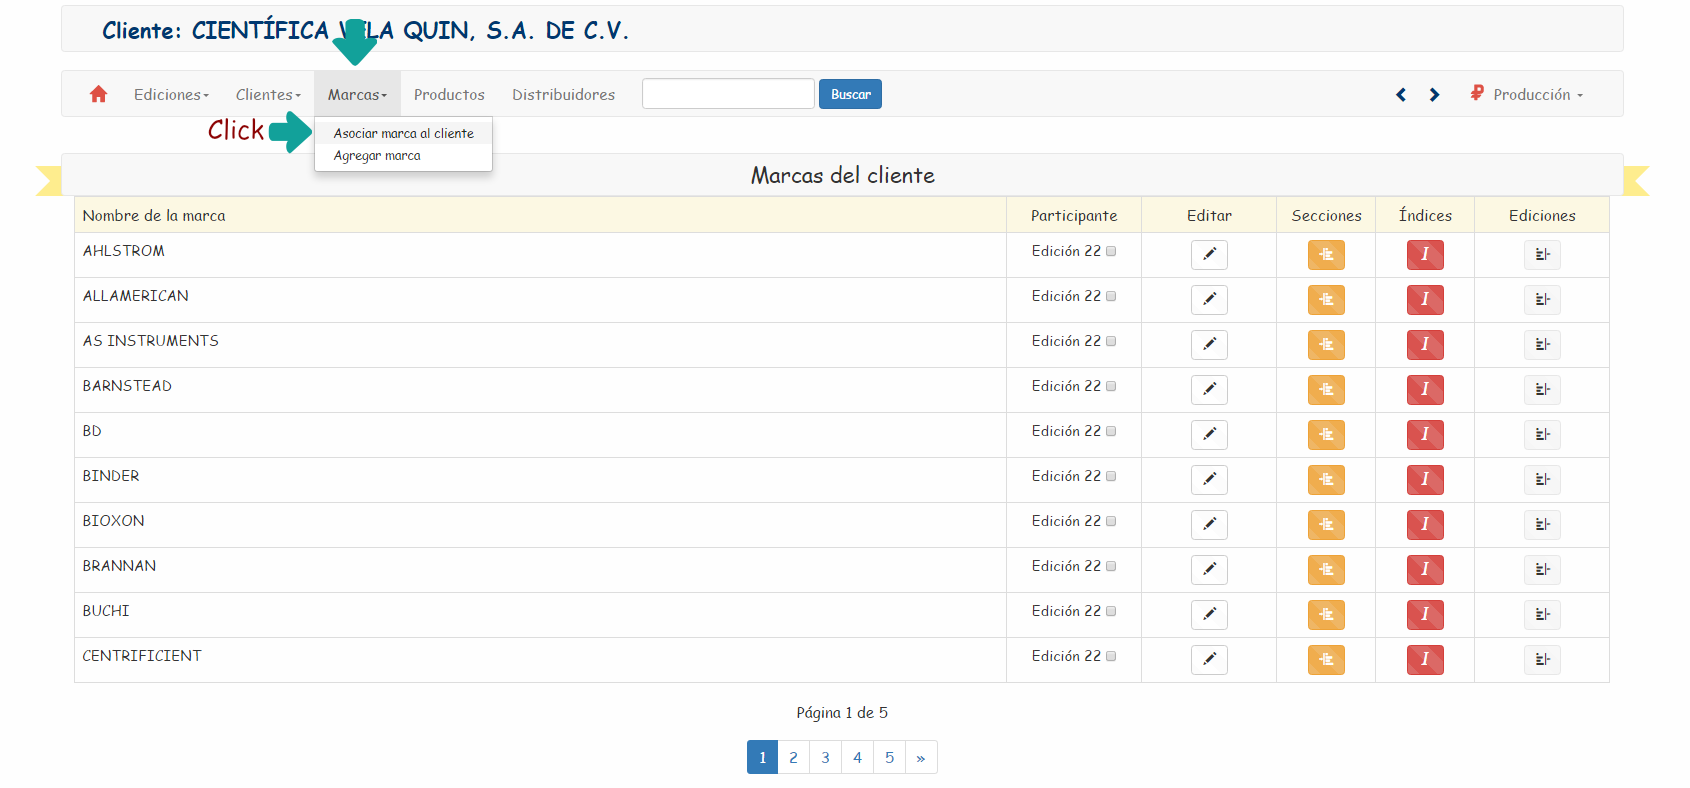 Cliente: CIENTÍFICA VELA QUIN, S.A. DE C.V.
Ediciones Clientes Marcas Productos Distribuidores Buscar Producción
Click
Asociar marca al cliente
Agregar marca
Marcas del cliente
Nombre de la marca Participante Editar Secciones Índices Ediciones
AHLSTROM Edición 22 I
ALLAMERICAN Edición 22 I
AS INSTRUMENTS Edición 22 I
BARNSTEAD Edición 22 I
BD Edición 22 I
BINDER Edición 22 I
BIOXON Edición 22 I
BRANNAN Edición 22 I
BUCHI Edición 22 I
CENTRIFICIENT Edición 22 I
Página 1 de 5
1 2 3 4 5 »